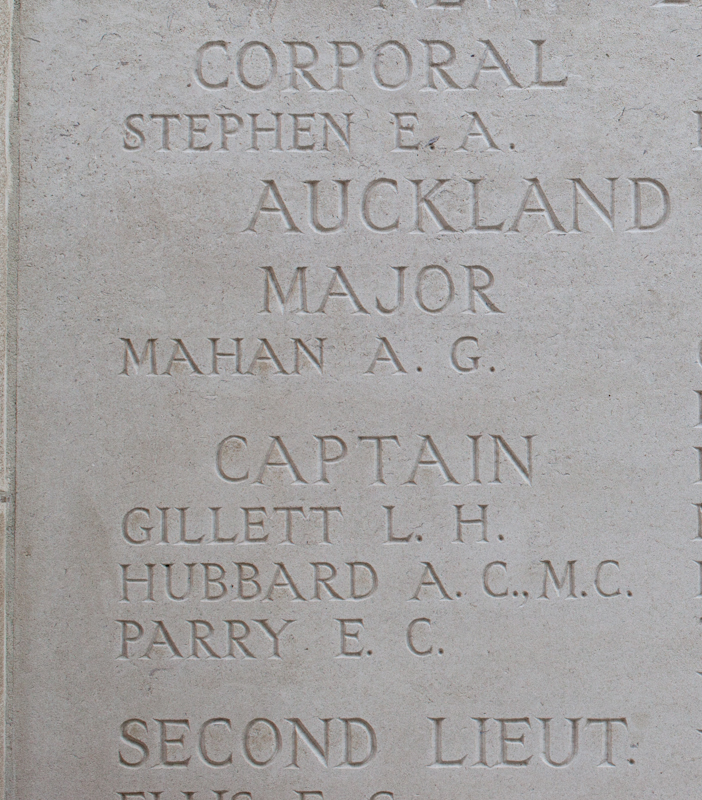 CORPORAL
STEPHEN E. A.
AUCKLAND
MAJOR
MAHAN A. G.
CAPTAIN
GILLETT L. H.
HUBBARD A. C., M.C.
PARRY E. C.
SECOND LIEUT.